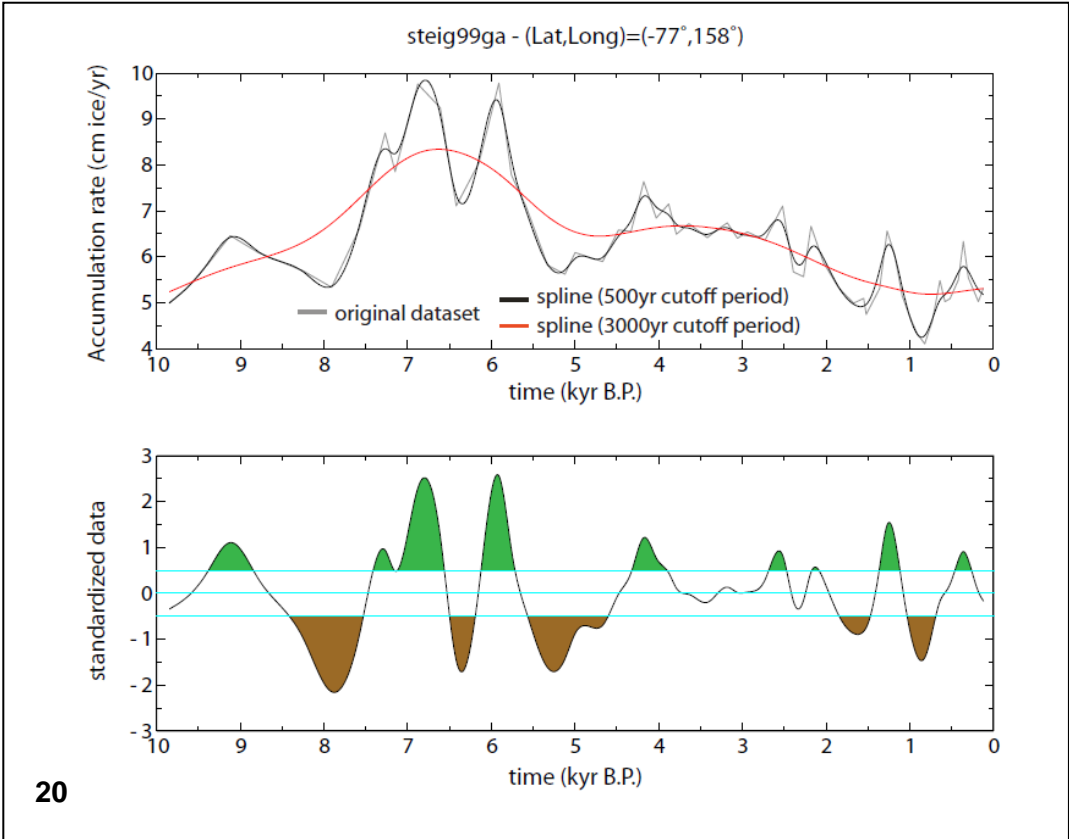 steig99ga - (Lat,Long)=(-77°,158°)
Accumulation rate (cm ice/yr)
10
9
8
7
6
5
4
original dataset
spline (500yr cutoff period)
spline (3000yr cutoff period)
10 9 8 7 6 5 4 3 2 1 0
time (kyr B.P.)
standardized data
3
2
1
0
- 1
- 2
- 3
10 9 8 7 6 5 4 3 2 1 0
time (kyr B.P.)
20